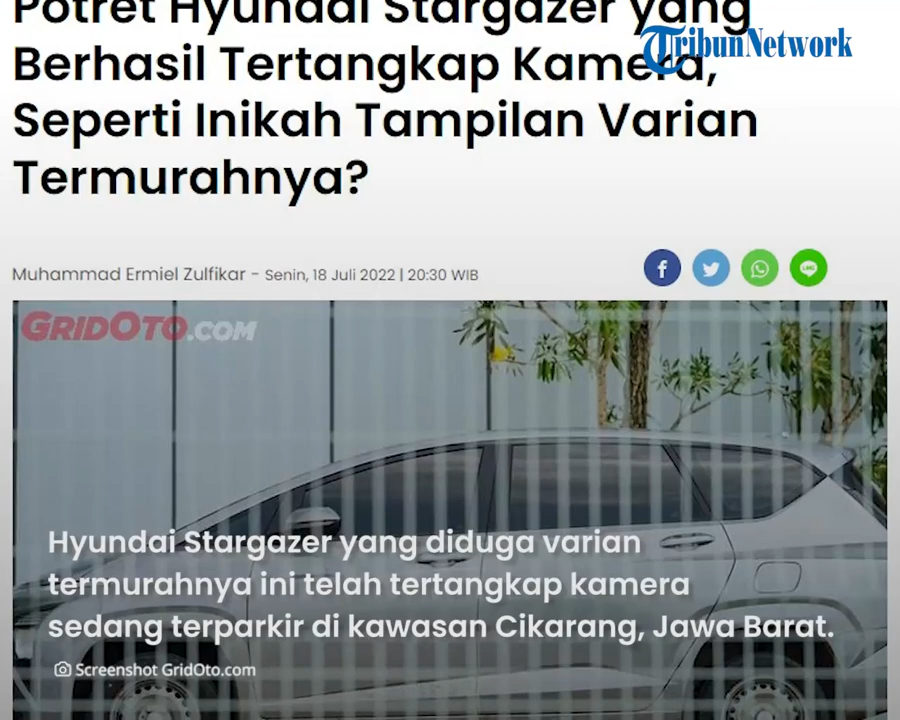 Potret Hyundai Stargazer yang
TribunNetwork
Berhasil Tertangkap Kamera,
Seperti Inikah Tampilan Varian
Termurahnya?
Muhammad Ermiel Zulfikar - Senin, 18 Juli 2022 | 20:30 WIB
f
LINE
GRIDOTO.COM
Hyundai Stargazer yang diduga varian
termurahnya ini telah tertangkap kamera
sedang terparkir di kawasan Cikarang, Jawa Barat.
Screenshot GridOto.com